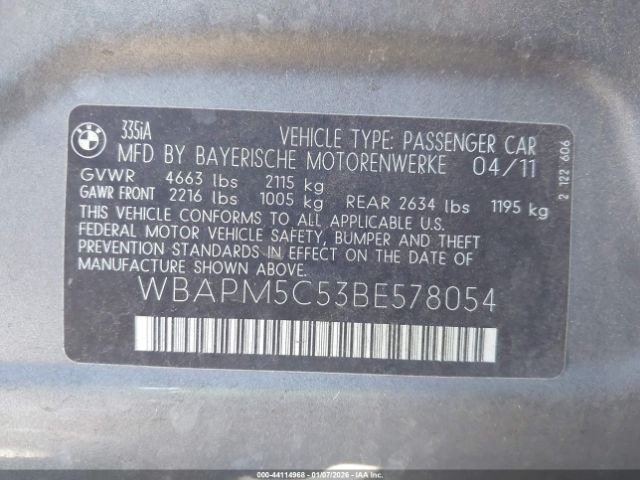 BMW
335iA
VEHICLE TYPE: PASSENGER CAR
MFD BY BAYERISCHE MOTORENWERKE 04/11
GVWR 4663 lbs 2115 kg
GAWR FRONT 2216 lbs 1005 kg REAR 2634 lbs 1195 kg
THIS VEHICLE CONFORMS TO ALL APPLICABLE U.S.
FEDERAL MOTOR VEHICLE SAFETY, BUMPER AND THEFT
PREVENTION STANDARDS IN EFFECT ON THE DATE OF
MANUFACTURE SHOWN ABOVE.
WBAPM5C53BE578054
2 122 606
000-44114968 | 01/07/2026 | IAA Inc.